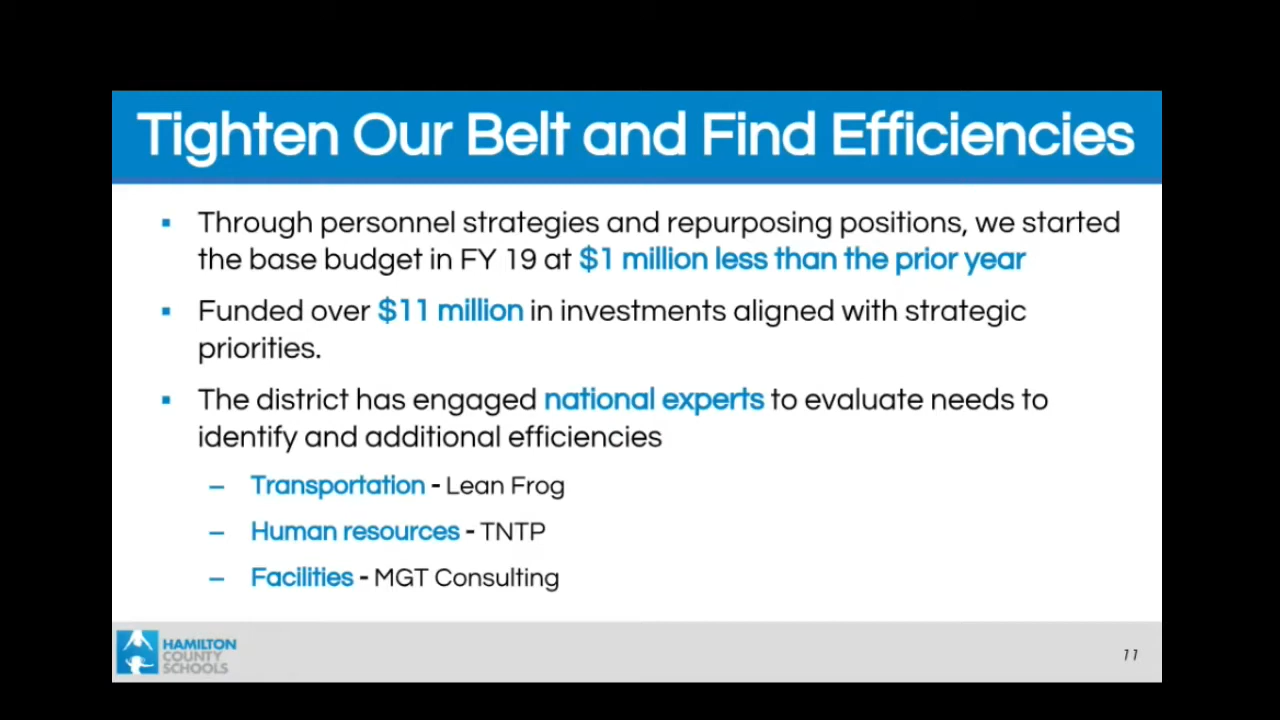 Tighten Our Belt and Find Efficiencies
▪ Through personnel strategies and repurposing positions, we started
the base budget in FY 19 at $1 million less than the prior year
▪ Funded over $11 million in investments aligned with strategic
priorities.
▪ The district has engaged national experts to evaluate needs to
identify and additional efficiencies
– Transportation - Lean Frog
– Human resources - TNTP
– Facilities - MGT Consulting
HAMILTON
COUNTY
SCHOOLS
11